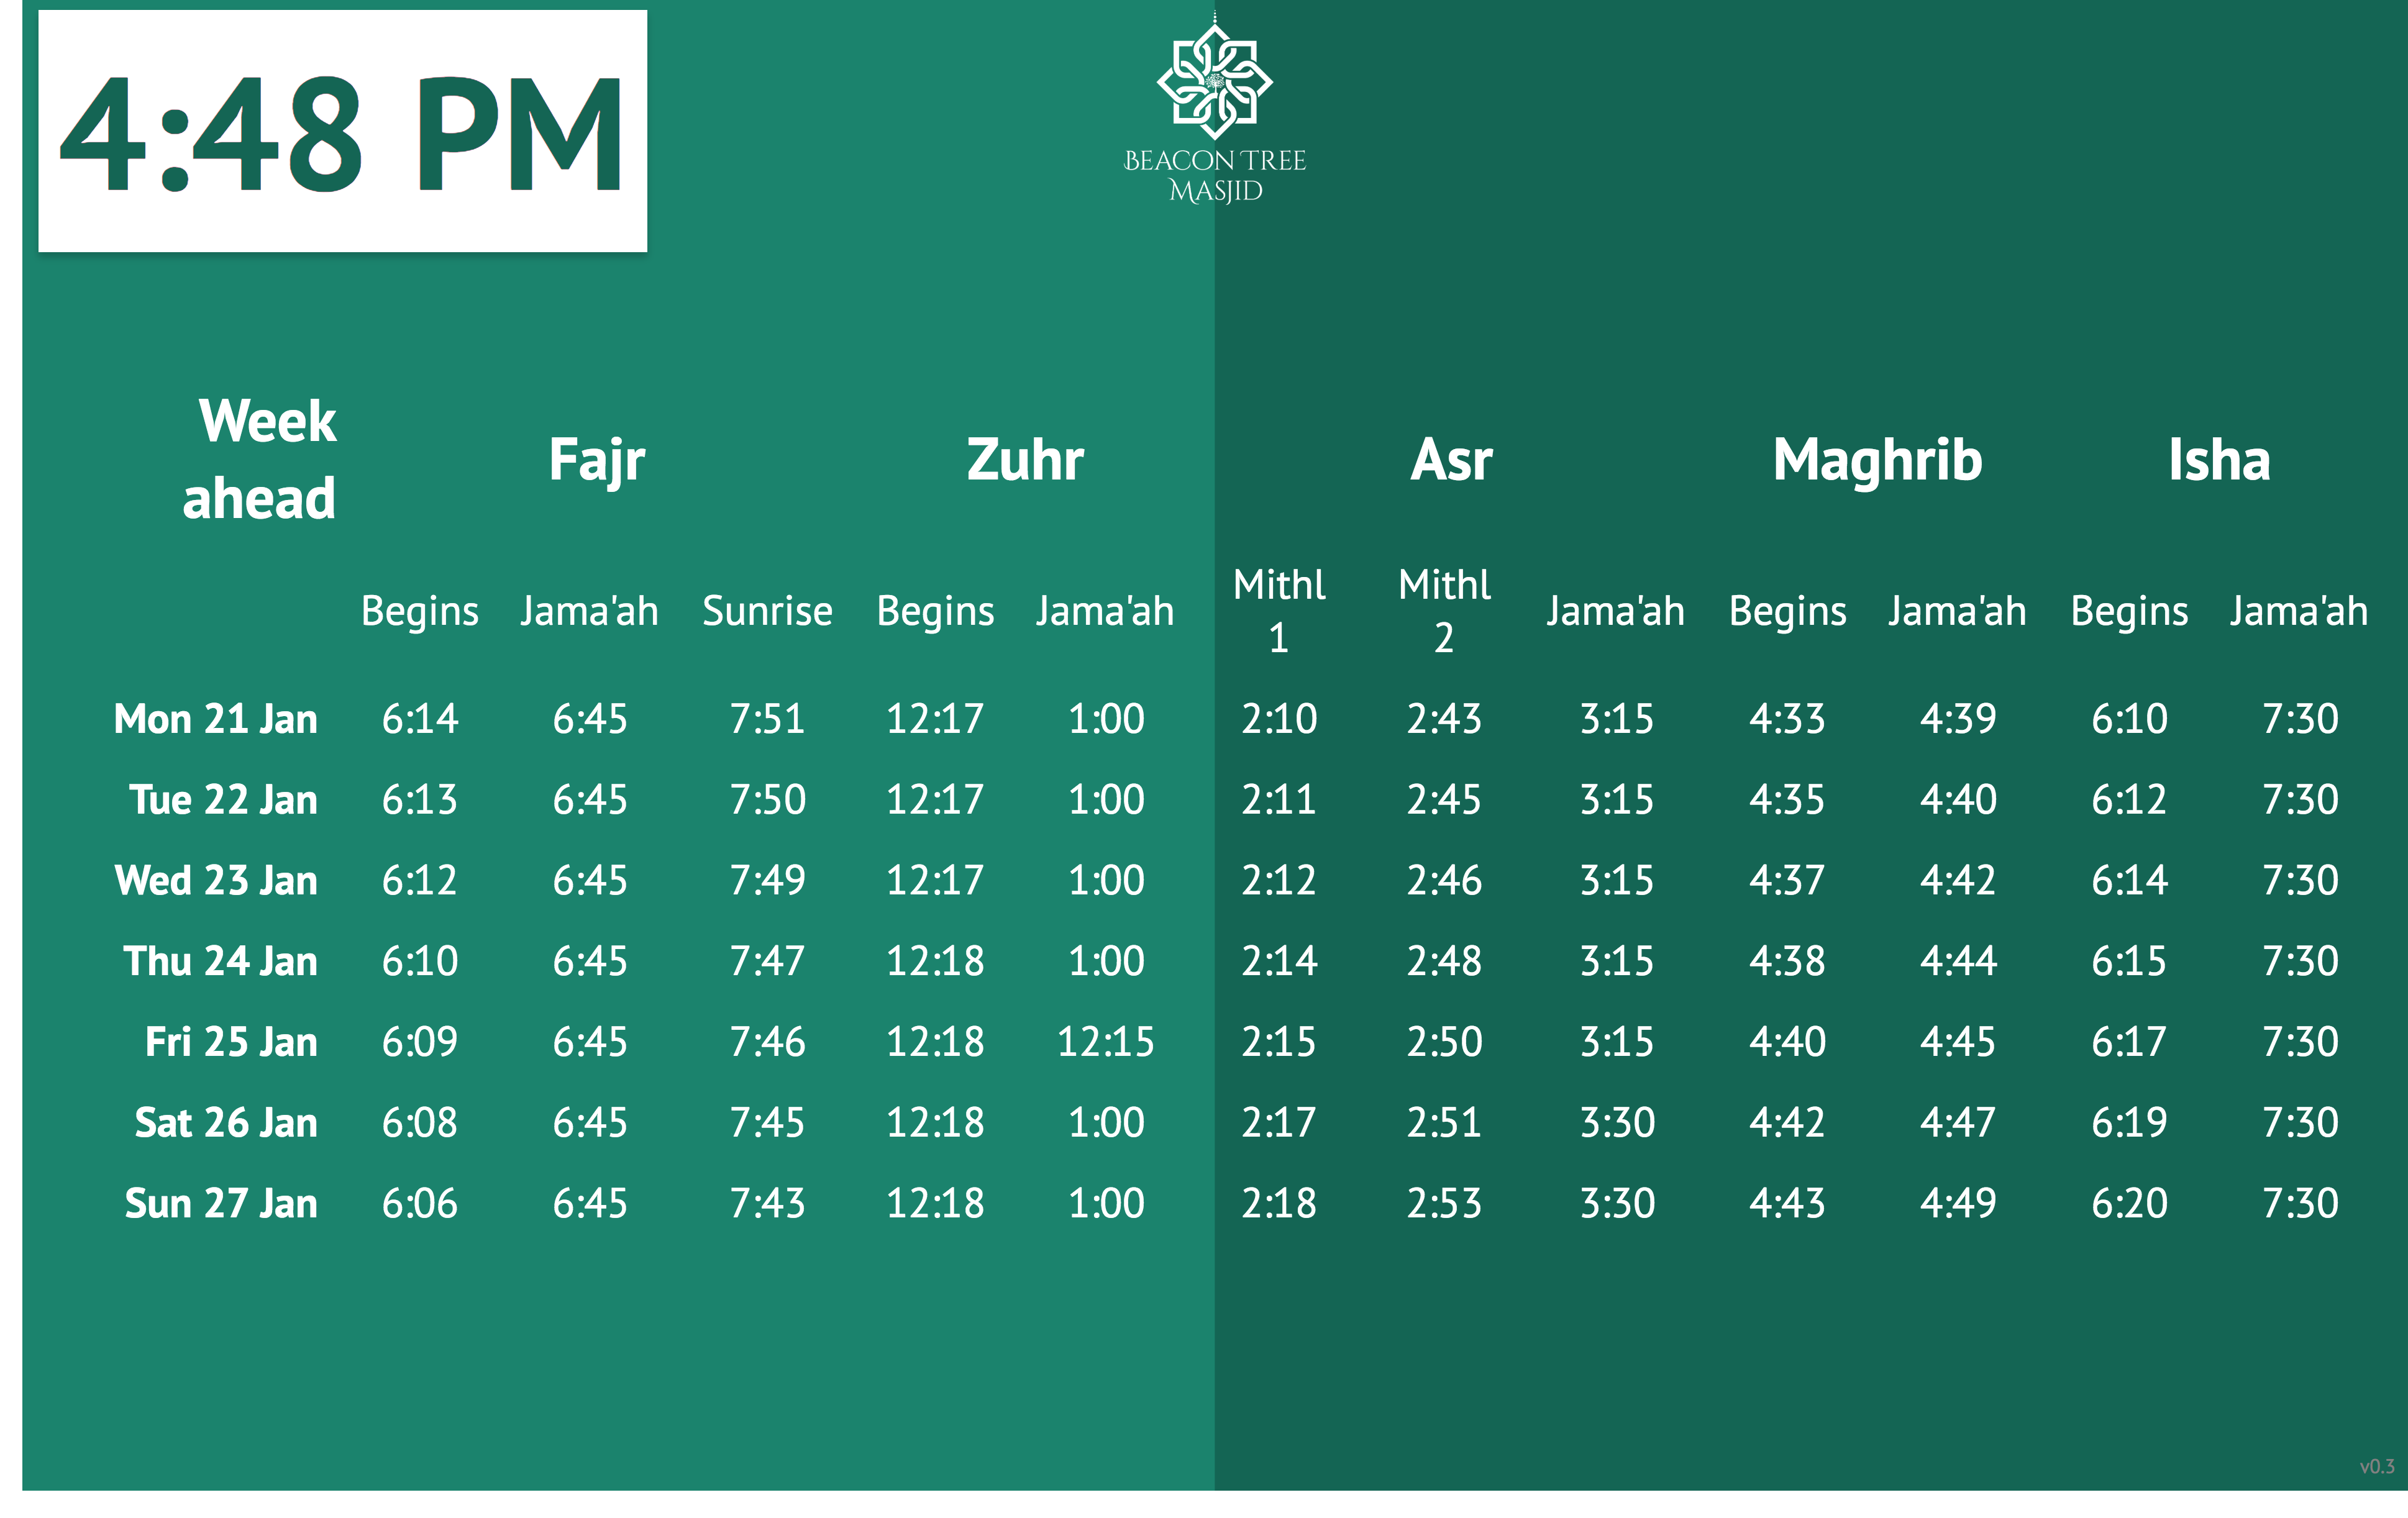 4:48 PM
BEACON TREE
MASJID
Week
ahead
Fajr Zuhr Asr Maghrib Isha
Begins Jama'ah Sunrise Begins Jama'ah Mithl 1 Mithl 2 Jama'ah Begins Jama'ah Begins Jama'ah
Mon 21 Jan 6:14 6:45 7:51 12:17 1:00 2:10 2:43 3:15 4:33 4:39 6:10 7:30
Tue 22 Jan 6:13 6:45 7:50 12:17 1:00 2:11 2:45 3:15 4:35 4:40 6:12 7:30
Wed 23 Jan 6:12 6:45 7:49 12:17 1:00 2:12 2:46 3:15 4:37 4:42 6:14 7:30
Thu 24 Jan 6:10 6:45 7:47 12:18 1:00 2:14 2:48 3:15 4:38 4:44 6:15 7:30
Fri 25 Jan 6:09 6:45 7:46 12:18 12:15 2:15 2:50 3:15 4:40 4:45 6:17 7:30
Sat 26 Jan 6:08 6:45 7:45 12:18 1:00 2:17 2:51 3:30 4:42 4:47 6:19 7:30
Sun 27 Jan 6:06 6:45 7:43 12:18 1:00 2:18 2:53 3:30 4:43 4:49 6:20 7:30
v0.3